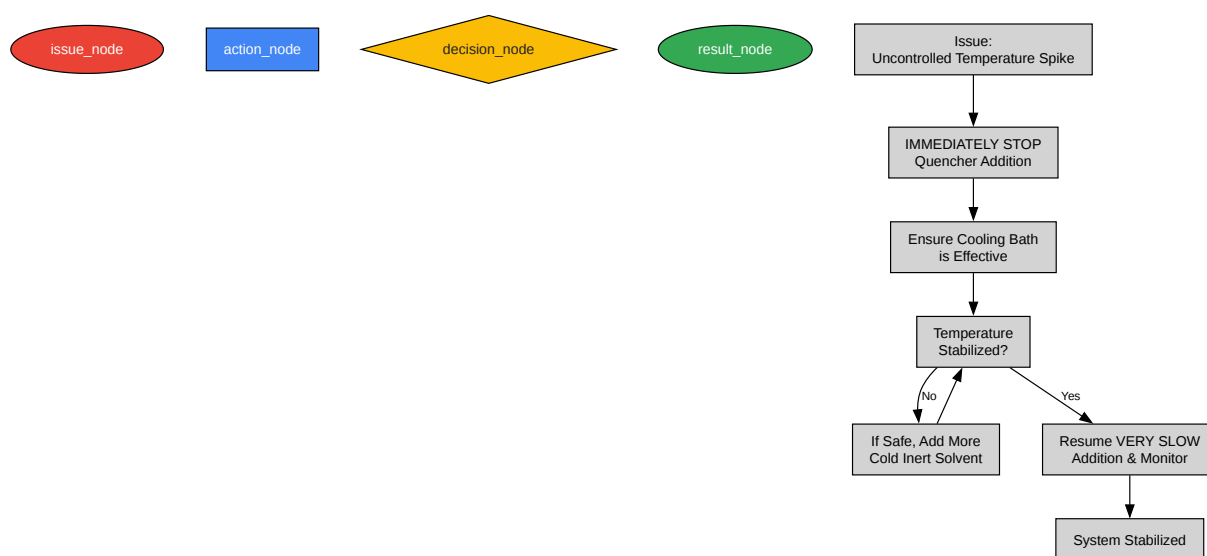 issue_node
action_node
decision_node
result_node
Issue:
Uncontrolled Temperature Spike
IMMEDIATELY STOP
Quencher Addition
Ensure Cooling Bath
is Effective
Temperature
Stabilized?
No
Yes
If Safe, Add More
Cold Inert Solvent
Resume VERY SLOW
Addition & Monitor
System Stabilized